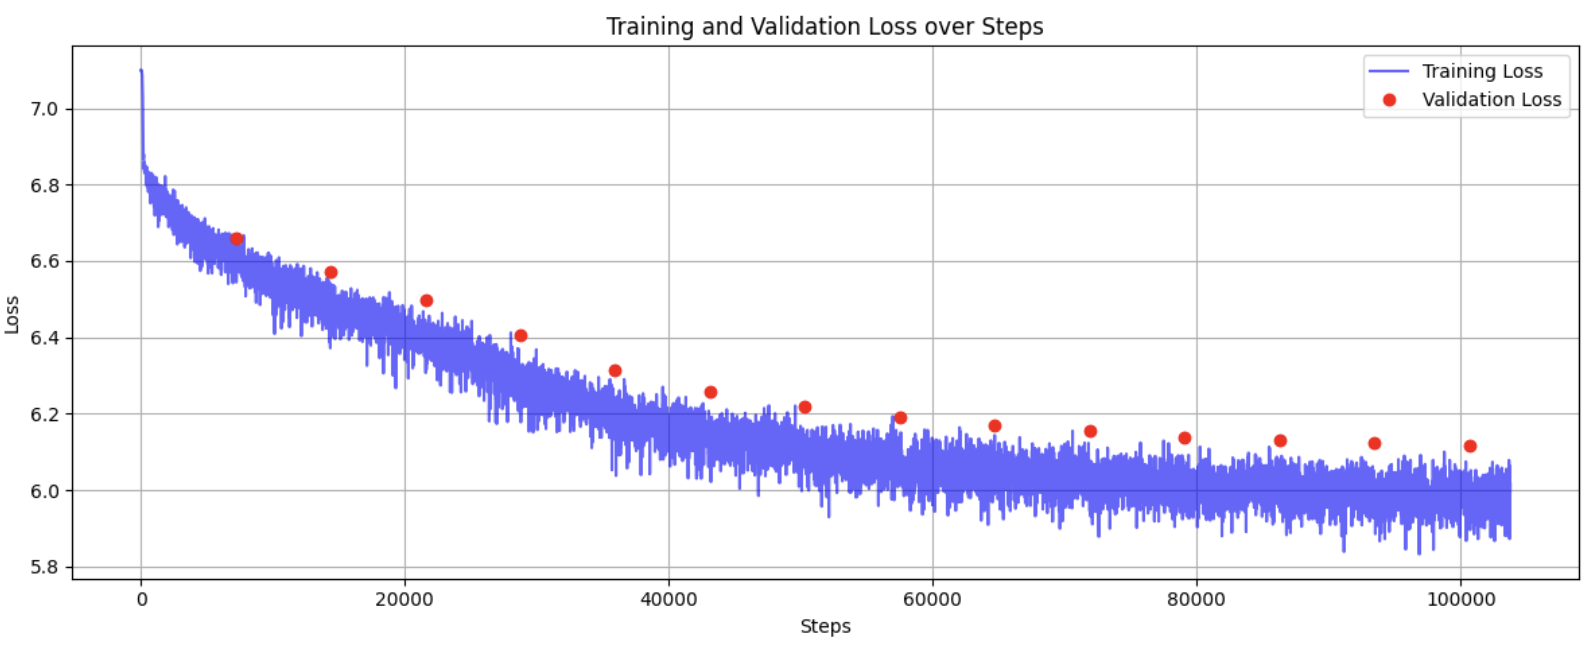 Training and Validation Loss over Steps
Training Loss
Validation Loss
Loss
7.0
6.8
6.6
6.4
6.2
6.0
5.8
0 20000 40000 60000 80000 100000
Steps